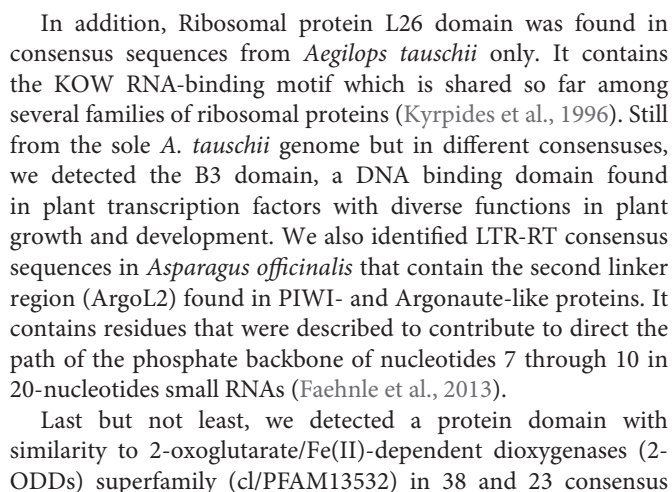 In addition, Ribosomal protein L26 domain was found in
consensus sequences from Aegilops tauschii only. It contains
the KOW RNA-binding motif which is shared so far among
several families of ribosomal proteins (Kyrpides et al., 1996). Still
from the sole A. tauschii genome but in different consensuses,
we detected the B3 domain, a DNA binding domain found
in plant transcription factors with diverse functions in plant
growth and development. We also identified LTR-RT consensus
sequences in Asparagus officinalis that contain the second linker
region (ArgoL2) found in PIWI- and Argonaute-like proteins. It
contains residues that were described to contribute to direct the
path of the phosphate backbone of nucleotides 7 through 10 in
20-nucleotides small RNAs (Faehnle et al., 2013).
Last but not least, we detected a protein domain with
similarity to 2-oxoglutarate/Fe(II)-dependent dioxygenases (2-
ODDs) superfamily (cl/PFAM13532) in 38 and 23 consensus